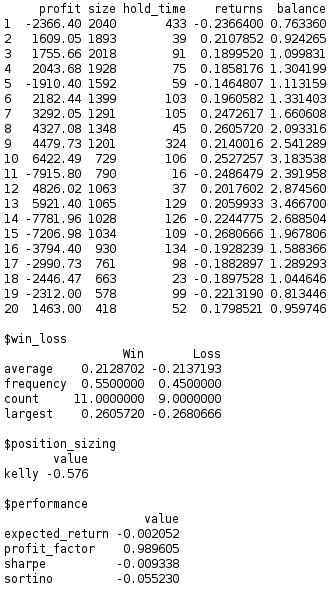 profit size hold_time returns balance
1 -2366.40 2040 433 -0.2366400 0.763360
2 1609.05 1893 39 0.2107852 0.924265
3 1755.66 2018 91 0.1899520 1.099831
4 2043.68 1928 75 0.1858176 1.304199
5 -1910.40 1592 59 -0.1464807 1.113159
6 2182.44 1399 103 0.1960582 1.331403
7 3292.05 1291 105 0.2472617 1.660608
8 4327.08 1348 45 0.2605720 2.093316
9 4479.73 1201 324 0.2140016 2.541289
10 6422.49 729 106 0.2527257 3.183538
11 -7915.80 790 16 -0.2486479 2.391958
12 4826.02 1063 37 0.2017602 2.874560
13 5921.40 1065 129 0.2059933 3.466700
14 -7781.96 1028 126 -0.2244775 2.688504
15 -7206.98 1034 109 -0.2680666 1.967806
16 -3794.40 930 134 -0.1928239 1.588366
17 -2990.73 761 98 -0.1882897 1.289293
18 -2446.47 663 23 -0.1897528 1.044646
19 -2312.00 578 99 -0.2213190 0.813446
20 1463.00 418 52 0.1798521 0.959746
$win_loss
Win Loss
average 0.2128702 -0.2137193
frequency 0.5500000 0.4500000
count 11.0000000 9.0000000
largest 0.2605720 -0.2680666
$position_sizing
value
kelly -0.576
$performance
value
expected_return -0.002052
profit_factor 0.989605
sharpe -0.009338
sortino -0.055230